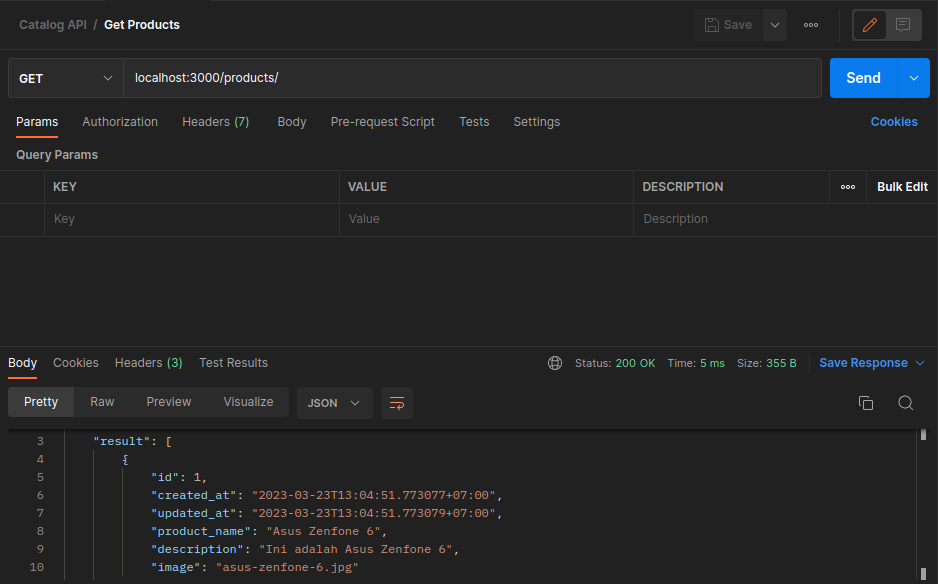 Catalog API / Get Products
Save
GET
localhost:3000/products/
Send
Params Authorization Headers (7) Body Pre-request Script Tests Settings Cookies
Query Params
KEY VALUE DESCRIPTION Bulk Edit
Key Value Description
Body Cookies Headers (3) Test Results Status: 200 OK Time: 5 ms Size: 355 B Save Response
Pretty Raw Preview Visualize JSON
3 "result": [
4 {
5 "id": 1,
6 "created_at": "2023-03-23T13:04:51.773077+07:00",
7 "updated_at": "2023-03-23T13:04:51.773079+07:00",
8 "product_name": "Asus Zenfone 6",
9 "description": "Ini adalah Asus Zenfone 6",
10 "image": "asus-zenfone-6.jpg"